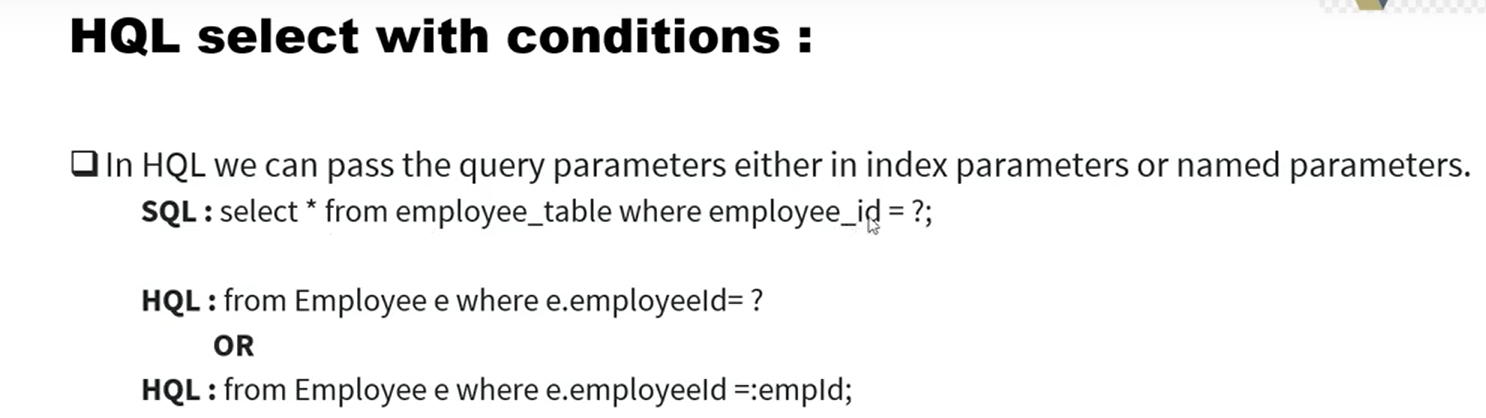 HQL select with conditions :
In HQL we can pass the query parameters either in index parameters or named parameters.
SQL : select * from employee_table where employee_id = ?;
HQL : from Employee e where e.employeeId= ?
OR
HQL : from Employee e where e.employeeId =:empId;